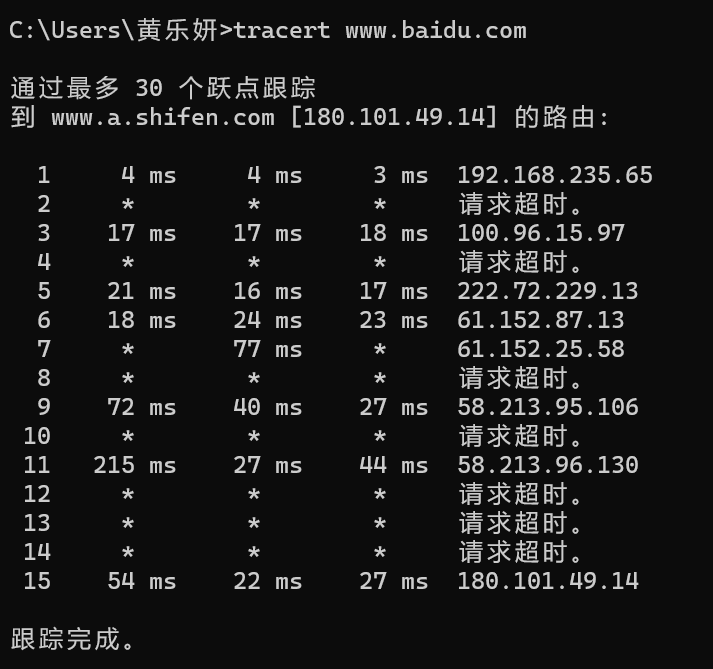 C:\Users\黄乐妍>tracert www.baidu.com
通过最多 30 个跃点跟踪
到 www.a.shifen.com [180.101.49.14] 的路由:
1 4 ms 4 ms 3 ms 192.168.235.65
2 * * * 请求超时。
3 17 ms 17 ms 18 ms 100.96.15.97
4 * * * 请求超时。
5 21 ms 16 ms 17 ms 222.72.229.13
6 18 ms 24 ms 23 ms 61.152.87.13
7 * 77 ms * 61.152.25.58
8 * * * 请求超时。
9 72 ms 40 ms 27 ms 58.213.95.106
10 * * * 请求超时。
11 215 ms 27 ms 44 ms 58.213.96.130
12 * * * 请求超时。
13 * * * 请求超时。
14 * * * 请求超时。
15 54 ms 22 ms 27 ms 180.101.49.14
跟踪完成。